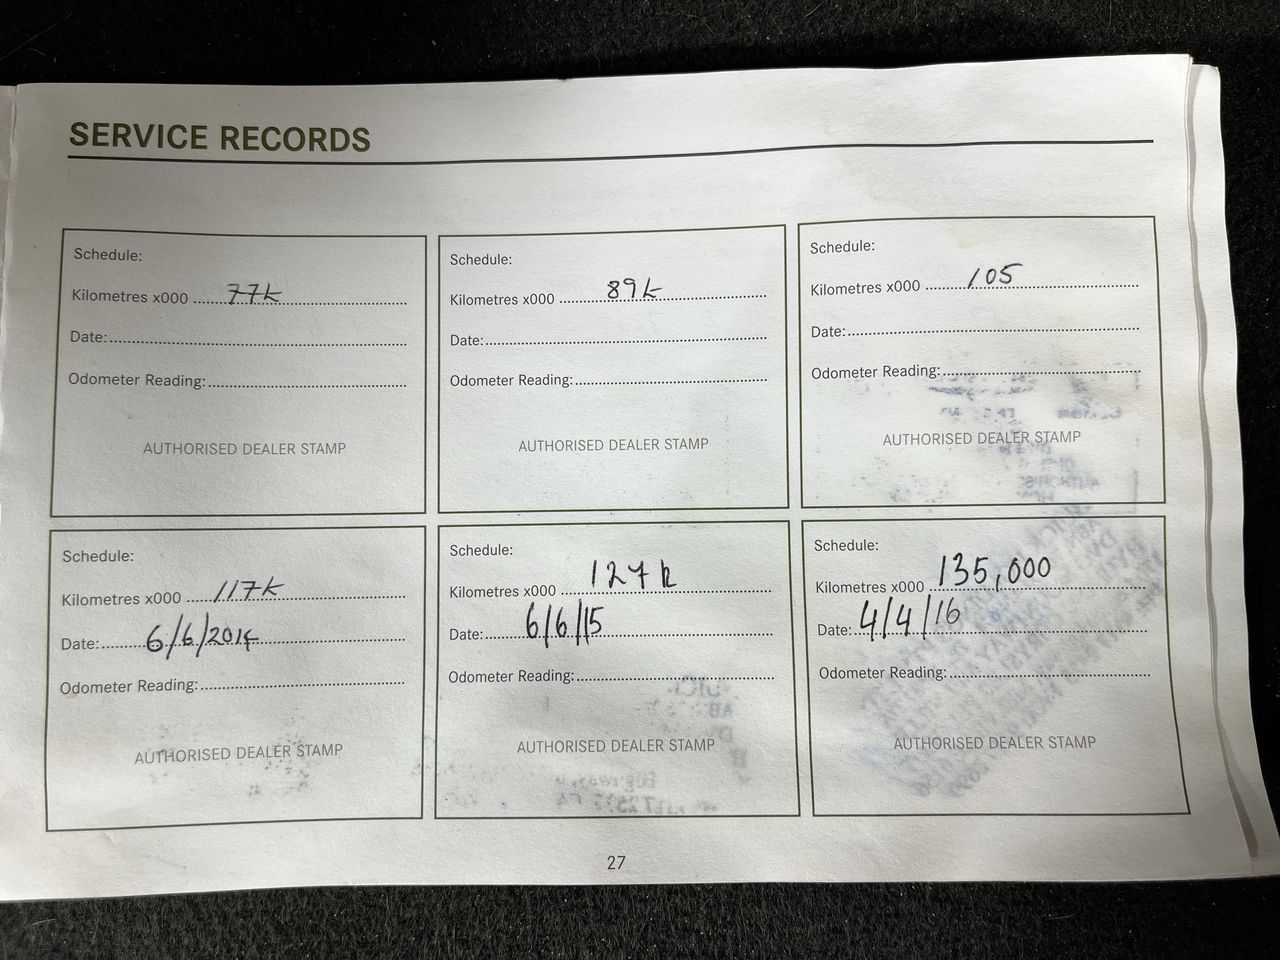 SERVICE RECORDS
Schedule:
Kilometres x000 77k
Date:
Odometer Reading:
AUTHORISED DEALER STAMP
Schedule:
Kilometres x000 89k
Date:
Odometer Reading:
AUTHORISED DEALER STAMP
Schedule:
Kilometres x000 105
Date:
Odometer Reading:
AUTHORISED DEALER STAMP
Schedule:
Kilometres x000 117k
Date: 6/6/2014
Odometer Reading:
AUTHORISED DEALER STAMP
Schedule:
Kilometres x000 127k
Date: 6/6/15
Odometer Reading:
AUTHORISED DEALER STAMP
Schedule:
Kilometres x000 135,000
Date: 4/4/16
Odometer Reading:
AUTHORISED DEALER STAMP
27